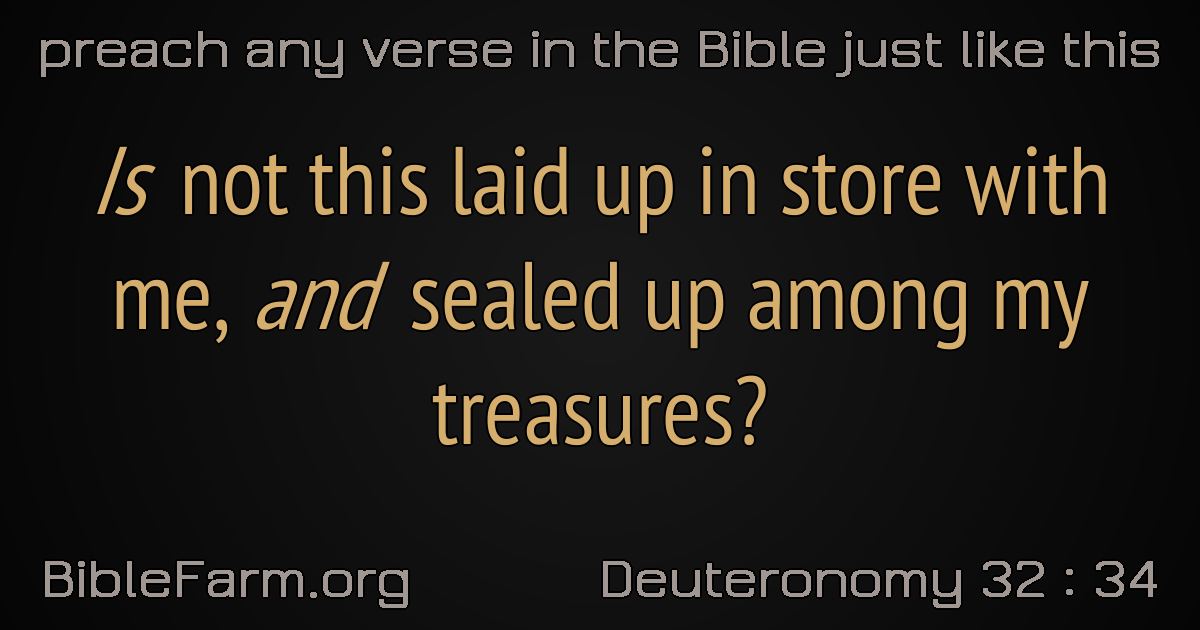 preach any verse in the Bible just like this
Is not this laid up in store with
me, and sealed up among my
treasures?
BibleFarm.org
Deuteronomy 32 : 34